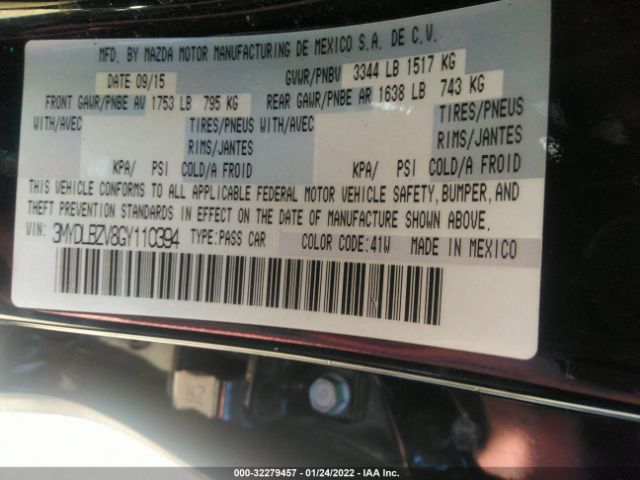 MFD. BY MAZDA MOTOR MANUFACTURING DE MEXICO S.A. DE C.V.
DATE 09/15 GVWR/PNBV 3344 LB 1517 KG
FRONT GAWR/PNBE AV 1753 LB 795 KG REAR GAWR/PNBE AR 1638 LB 743 KG
WITH/AVEC TIRES/PNEUS WITH/AVEC TIRES/PNEUS
RIMS/JANTES RIMS/JANTES
KPA/ PSI COLD/A FROID KPA/ PSI COLD/A FROID
THIS VEHICLE CONFORMS TO ALL APPLICABLE FEDERAL MOTOR VEHICLE SAFETY, BUMPER, AND
THEFT PREVENTION STANDARDS IN EFFECT ON THE DATE OF MANUFACTURE SHOWN ABOVE.
VIN: 3MYDLBZV8GY110394 TYPE:PASS CAR COLOR CODE:41W MADE IN MEXICO
000-32279457 - 01/24/2022 - IAA Inc.